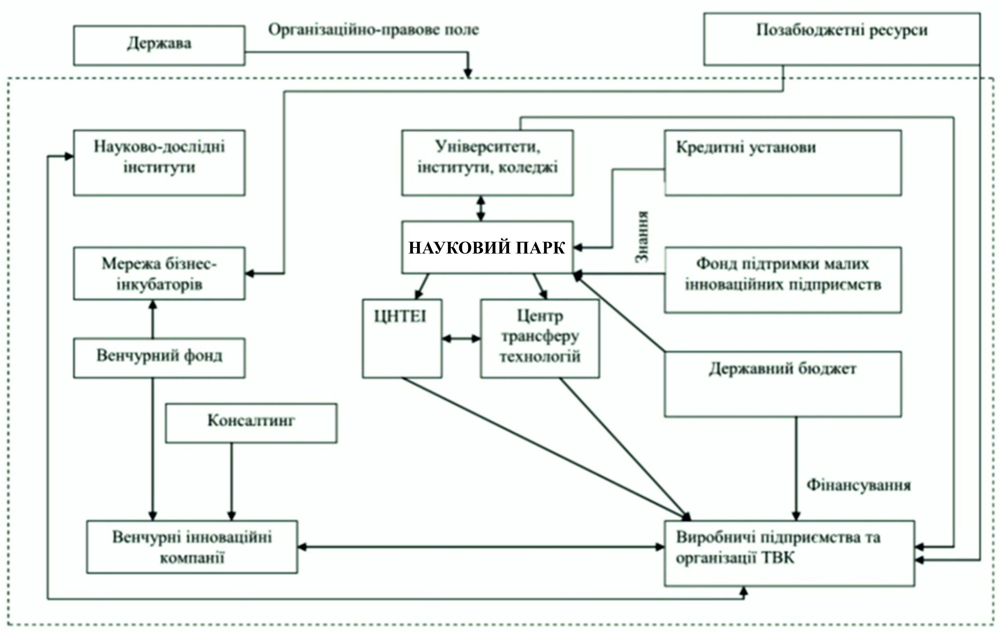 Держава
Організаційно-правове поле
Позабюджетні ресурси
Науково-дослідні
інститути
Університети,
інститути, коледжі
Кредитні установи
НАУКОВИЙ ПАРК
Знання
Мережа бізнес-
інкубаторів
Фонд підтримки малих
інноваційних підприємств
ЦНТЕІ
Центр
трансферу
технологій
Венчурний фонд
Державний бюджет
Консалтинг
Фінансування
Венчурні інноваційні
компанії
Виробничі підприємства та
організації ТВК